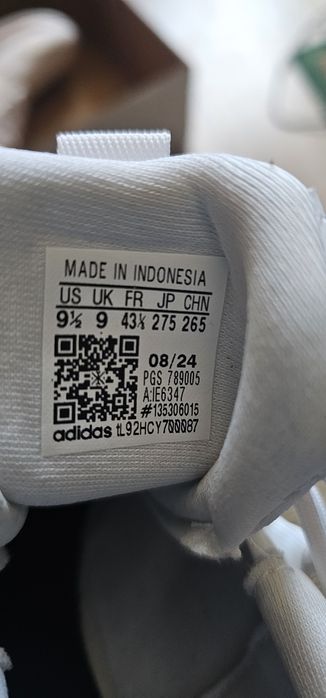 MADE IN INDONESIA
US UK FR JP CHN
9½ 9 43⅓ 275 265
08/24
PGS 789005
A:IE6347
#135306015
adidas tL92HCY700087